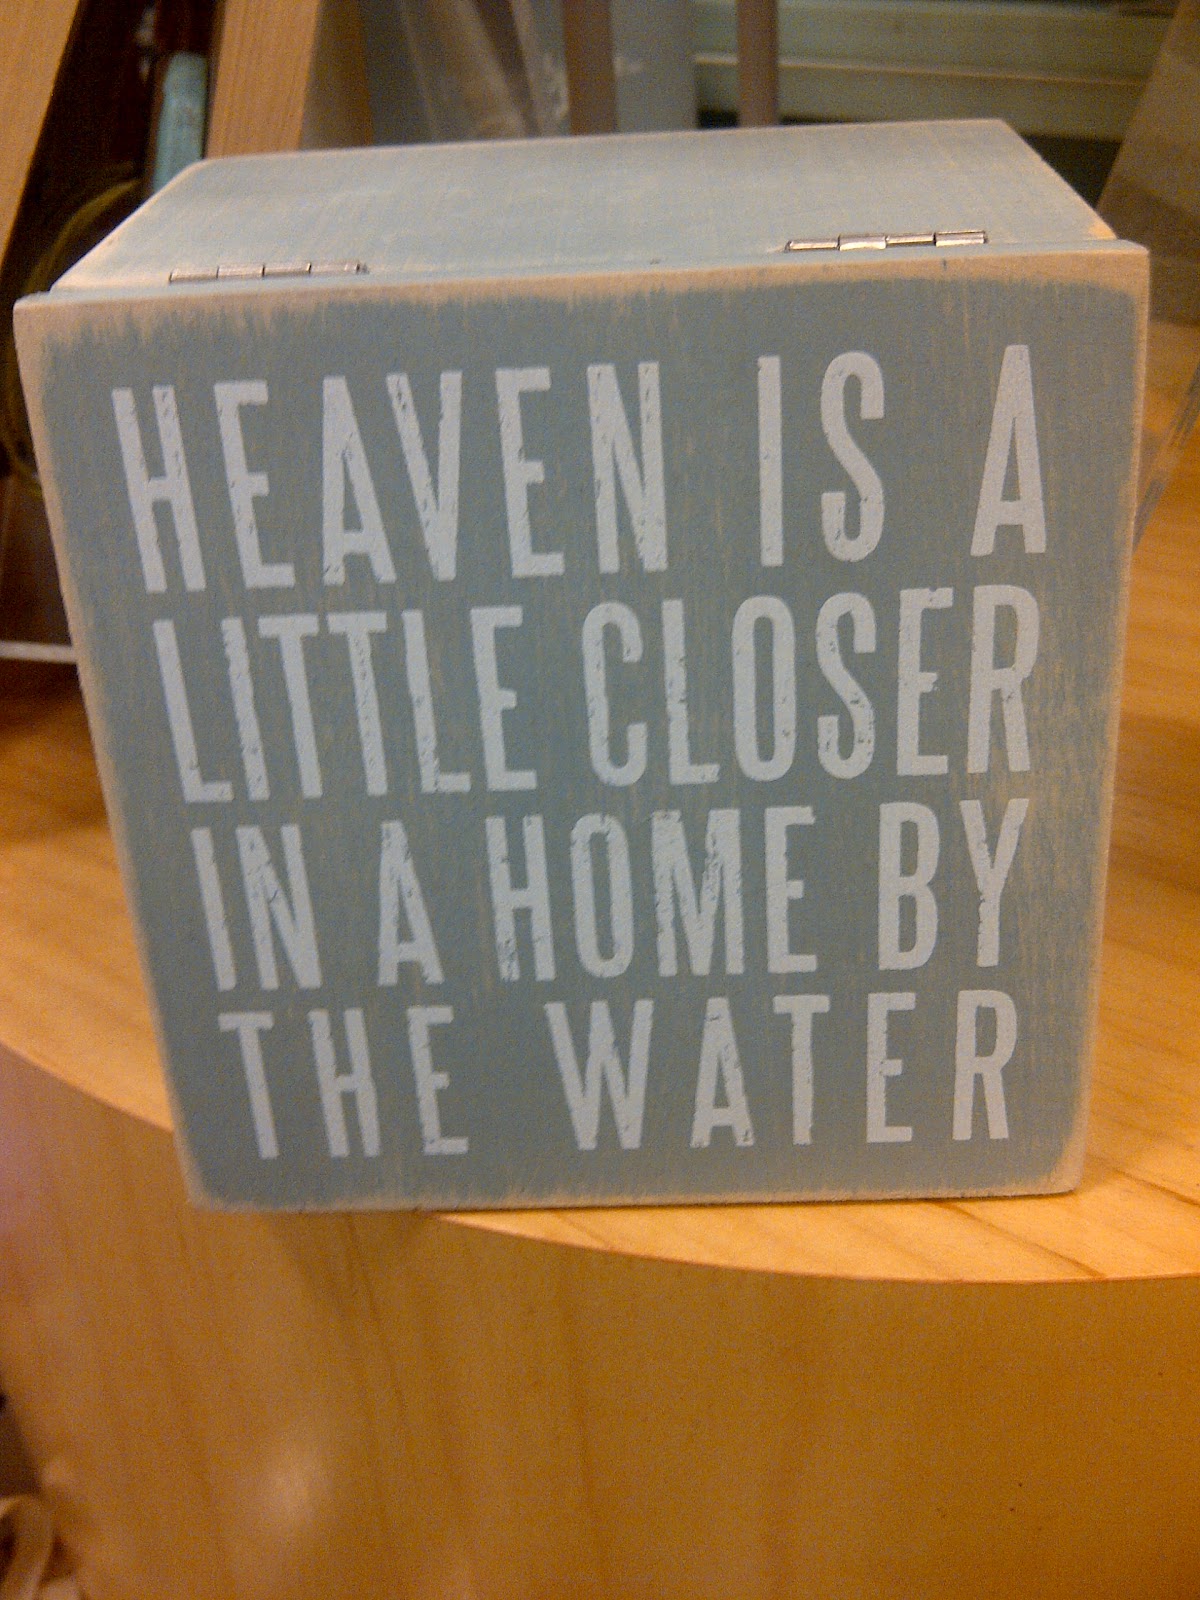 HEAVEN IS A
LITTLE CLOSER
IN A HOME BY
THE WATER